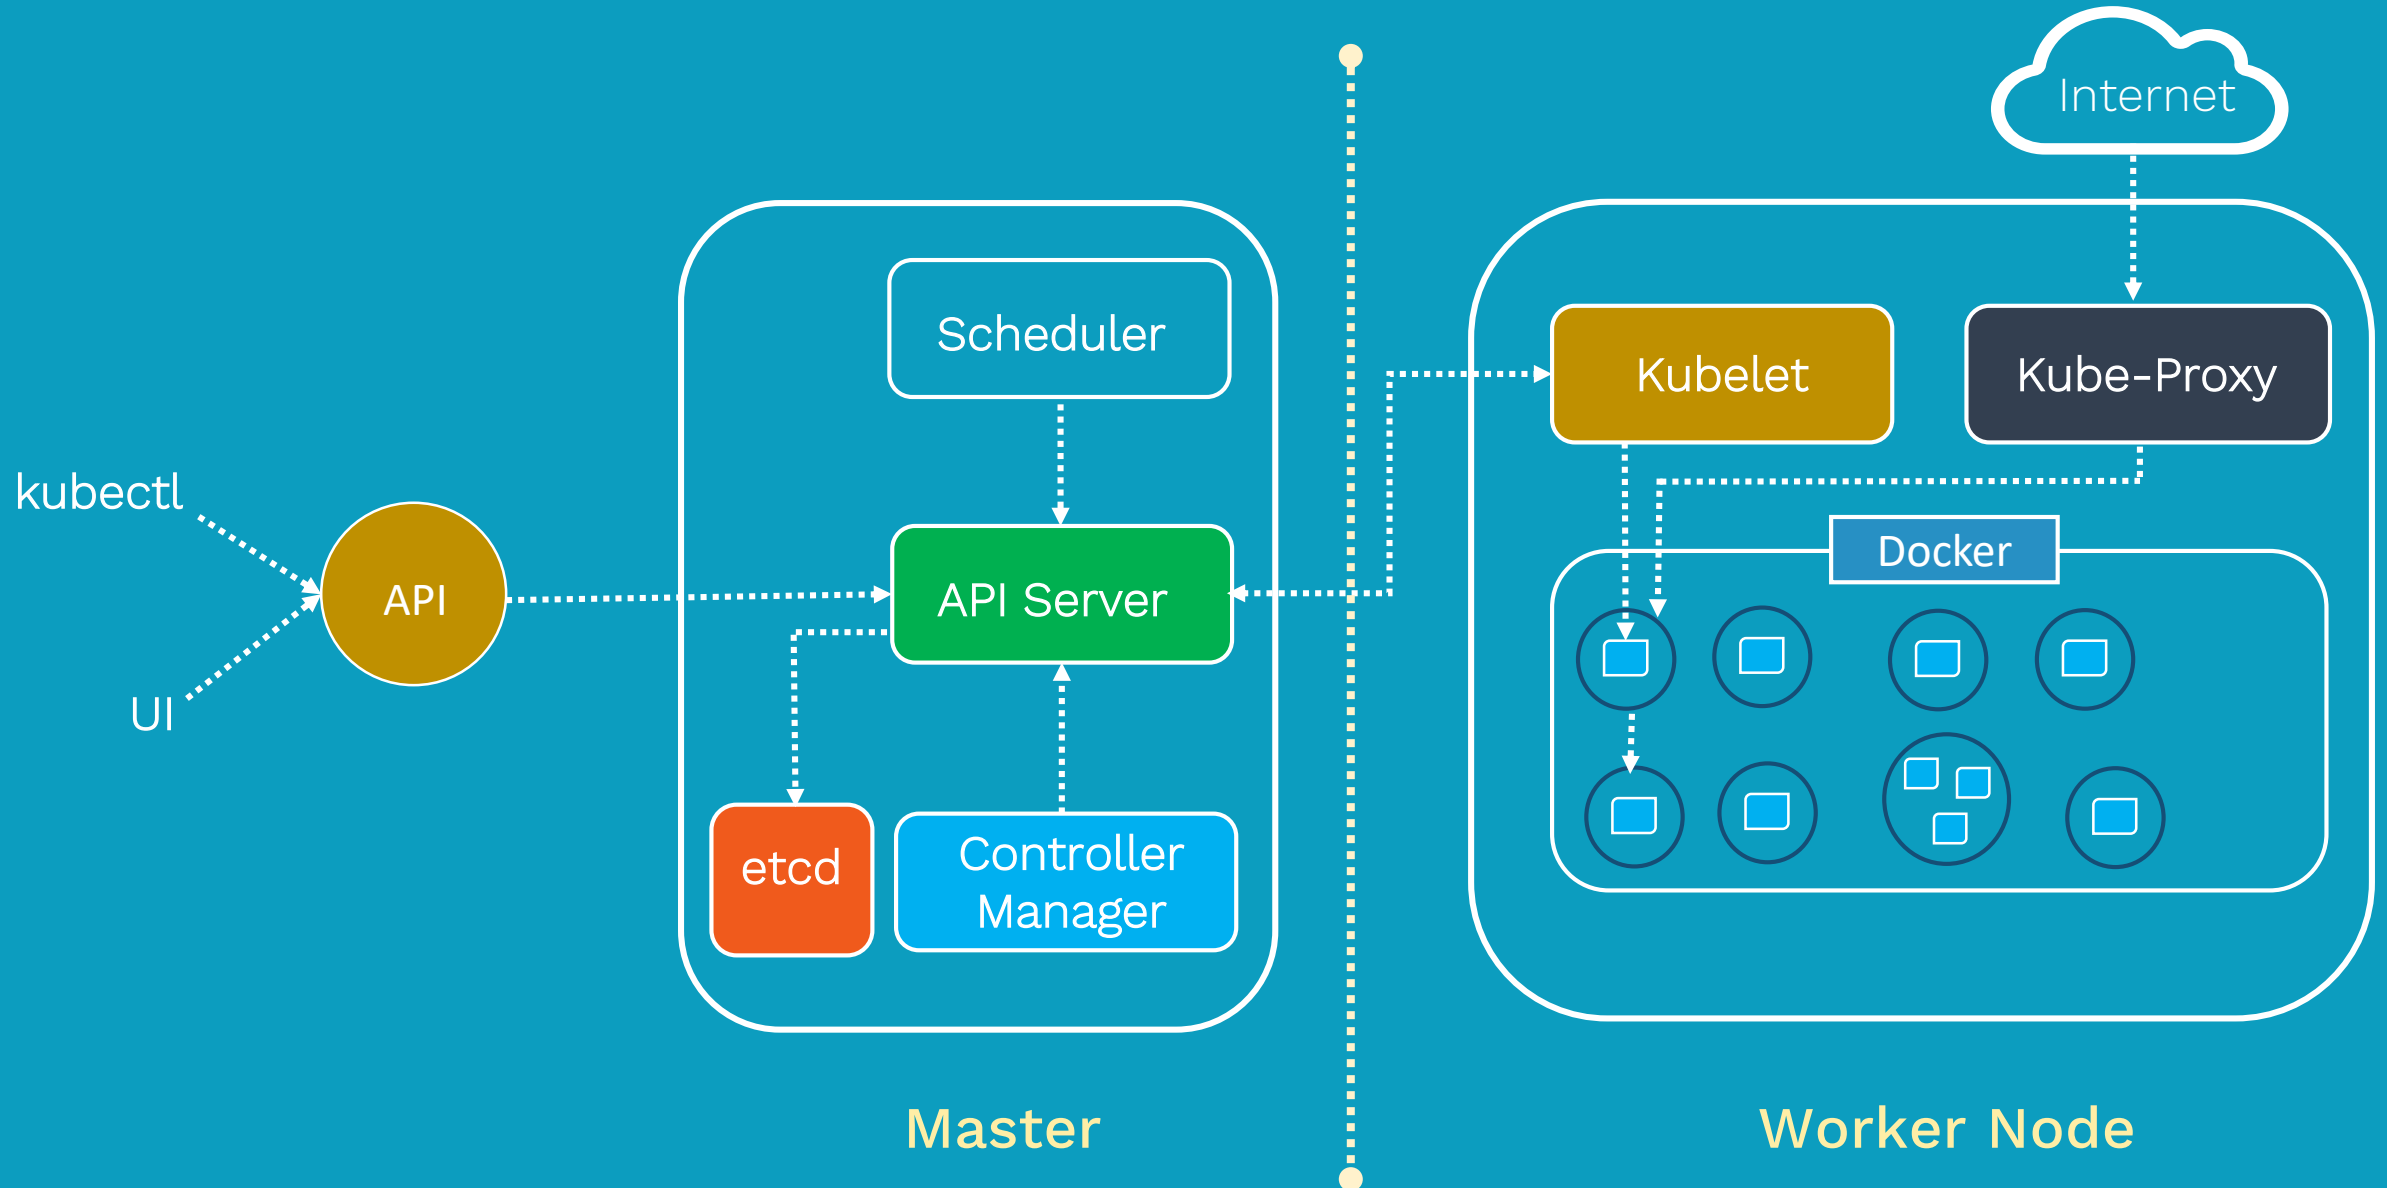 Internet
Scheduler
Kubelet
Kube-Proxy
kubectl
Docker
API
API Server
UI
etcd
Controller
Manager
Master
Worker Node